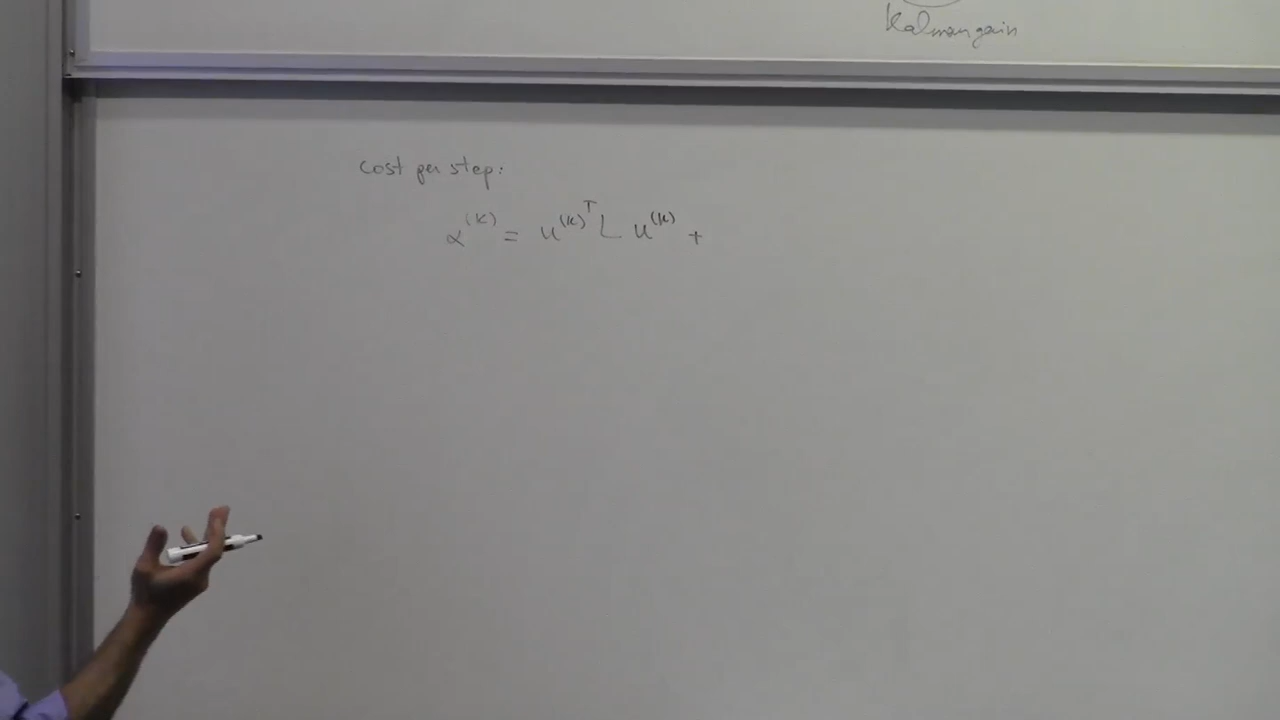 Kalman gain
Cost per step:
α^(k) = u^(k)^T L u^(k) +